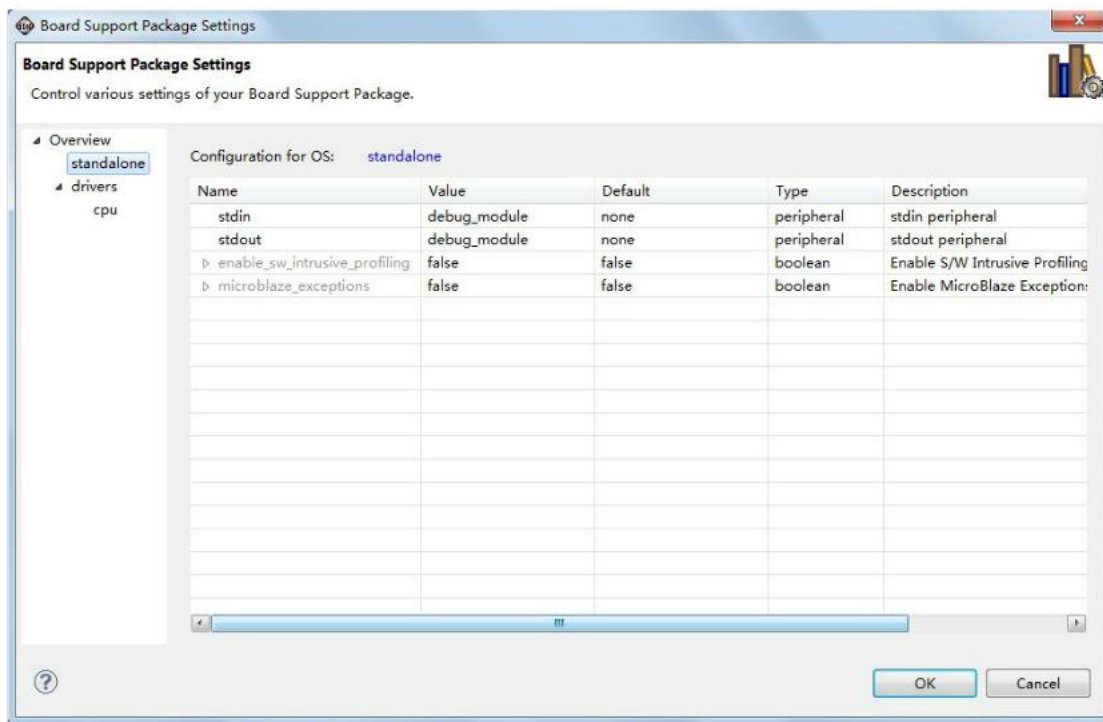 Board Support Package Settings
Board Support Package Settings
Control various settings of your Board Support Package.
Overview
standalone
drivers
cpu
Configuration for OS: standalone
Name Value Default Type Description
stdin debug_module none peripheral stdin peripheral
stdout debug_module none peripheral stdout peripheral
enable_sw_intrusive_profiling false false boolean Enable S/W Intrusive Profiling
microblaze_exceptions false false boolean Enable MicroBlaze Exception
OK Cancel